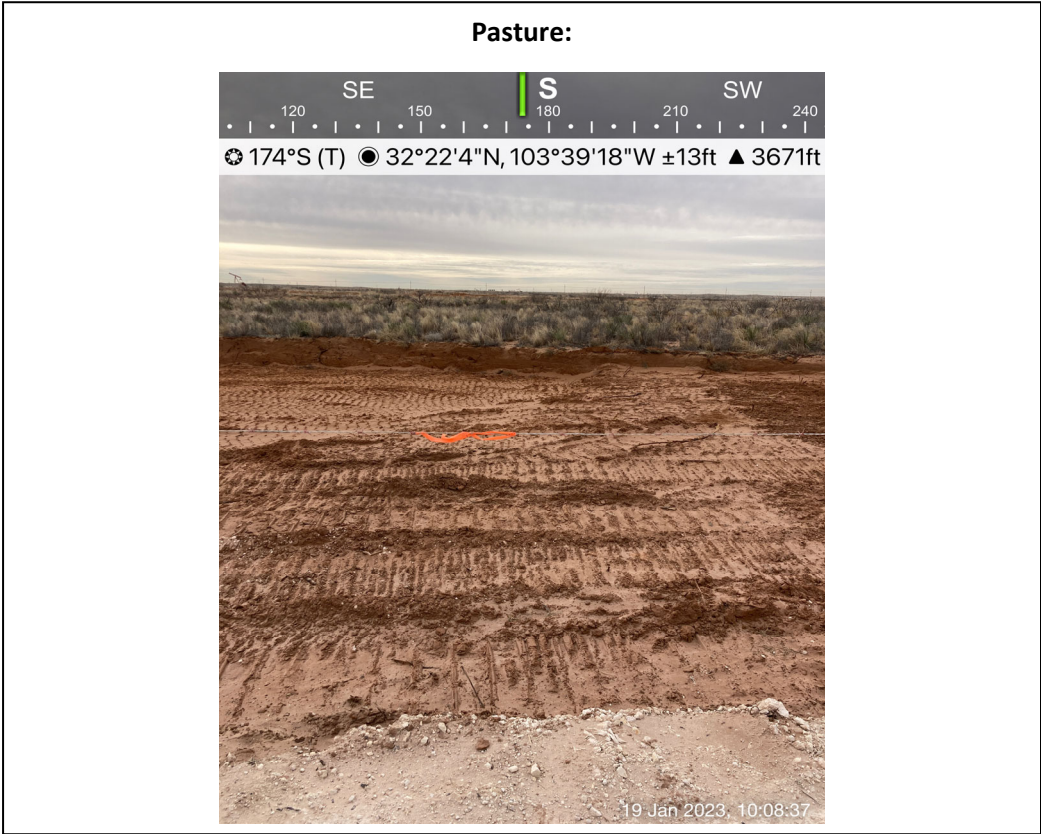 Pasture:
SE S SW
120 150 180 210 240
174°S (T) 32°22'4"N, 103°39'18"W ±13ft ▲ 3671ft
19 Jan 2023, 10:08:37